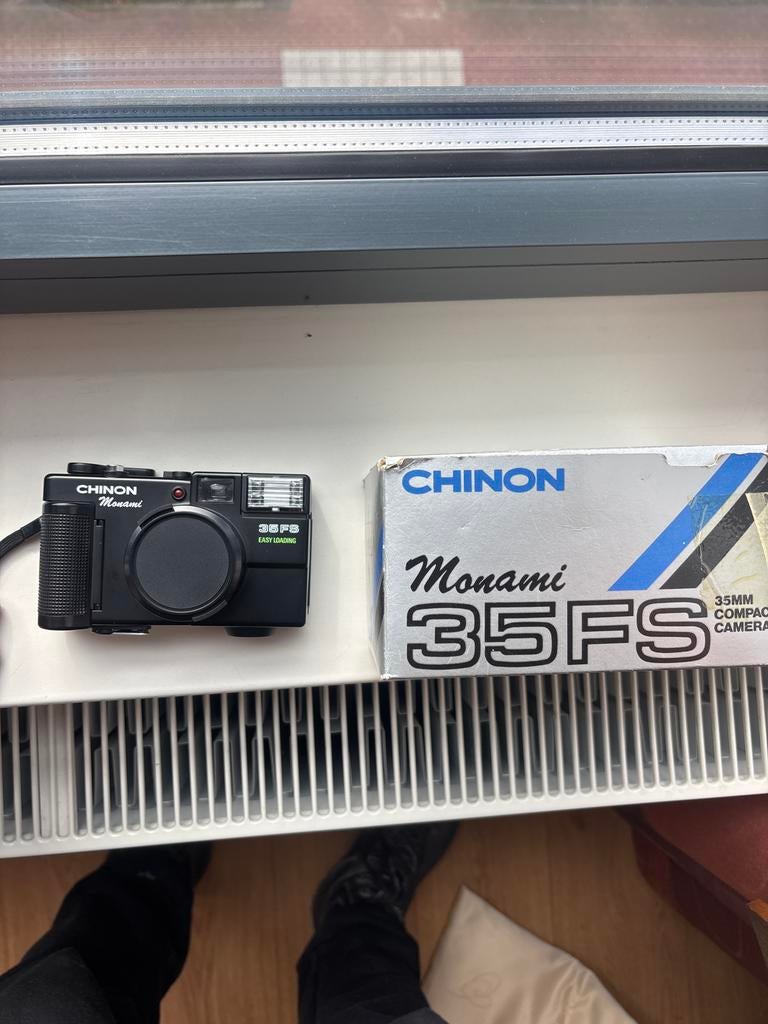 CHINON
Monami
35FS
EASY LOADING
CHINON
Monami
35FS
35MM
COMPAC
CAMERA